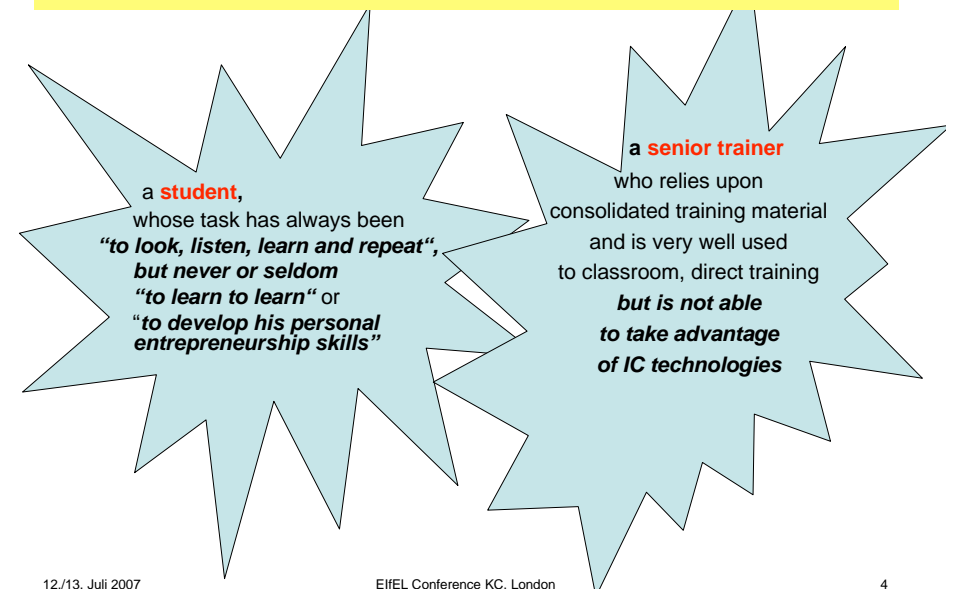 a student,
whose task has always been
“to look, listen, learn and repeat“,
but never or seldom
“to learn to learn“ or
“to develop his personal
entrepreneurship skills”
a senior trainer
who relies upon
consolidated training material
and is very well used
to classroom, direct training
but is not able
to take advantage
of IC technologies
12./13. Juli 2007
EIfEL Conference KC, London
4